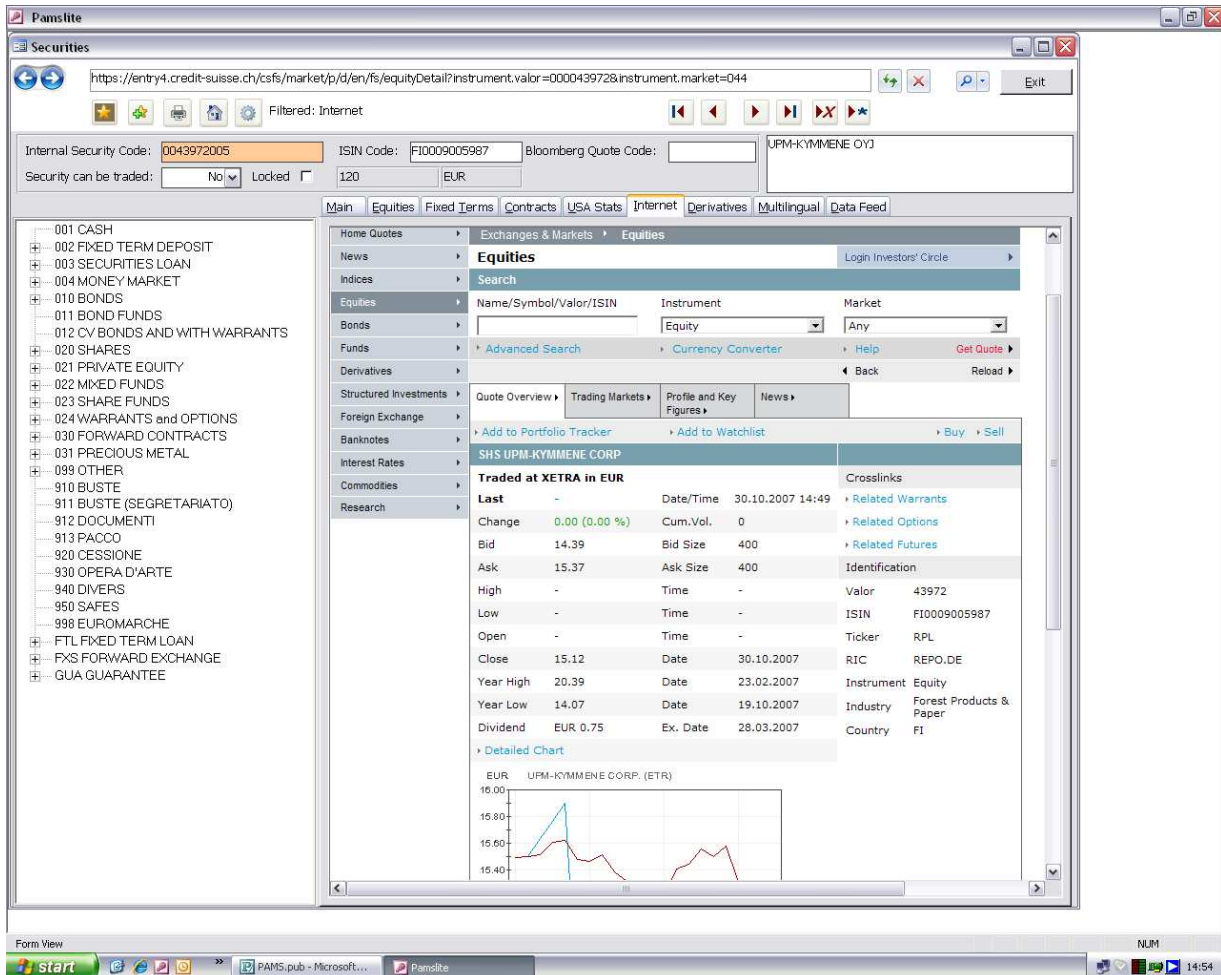 Pamslite
Securities
https://entry4.credit-suisse.ch/csfs/market/p/d/en/fs/equityDetail?instrument.valor=000043972&instrument.market=044
Exit
Filtered: Internet
Internal Security Code: 0043972005
ISIN Code: FI0009005987
Bloomberg Quote Code:
UPM-KYMMENE OYJ
Security can be traded: No
Locked
120 EUR
Main Equities Fixed Terms Contracts USA Stats Internet Derivatives Multilingual Data Feed
001 CASH
002 FIXED TERM DEPOSIT
003 SECURITIES LOAN
004 MONEY MARKET
010 BONDS
011 BOND FUNDS
012 CV BONDS AND WITH WARRANTS
020 SHARES
021 PRIVATE EQUITY
022 MIXED FUNDS
023 SHARE FUNDS
024 WARRANTS and OPTIONS
030 FORWARD CONTRACTS
031 PRECIOUS METAL
099 OTHER
910 BUSTE
911 BUSTE (SEGRETARIATO)
912 DOCUMENTI
913 PACCO
920 CESSIONE
930 OPERA D'ARTE
940 DIVERS
950 SAFES
998 EUROMARCHE
FTL FIXED TERM LOAN
FXS FORWARD EXCHANGE
GUA GUARANTEE
Home Quotes
News
Indices
Equities
Bonds
Funds
Derivatives
Structured Investments
Foreign Exchange
Banknotes
Interest Rates
Commodities
Research
Exchanges & Markets Equities
Equities
Login Investors' Circle
Search
Name/Symbol/Valor/ISIN Instrument Market
Equity Any
Advanced Search Currency Converter Help Get Quote
Back Reload
Quote Overview Trading Markets Profile and Key Figures News
Add to Portfolio Tracker Add to Watchlist Buy Sell
SHS UPM-KYMMENE CORP
Traded at XETRA in EUR
Last - Date/Time 30.10.2007 14:49
Change 0.00 (0.00 %) Cum.Vol. 0
Bid 14.39 Bid Size 400
Ask 15.37 Ask Size 400
High - Time -
Low - Time -
Open - Time -
Close 15.12 Date 30.10.2007
Year High 20.39 Date 23.02.2007
Year Low 14.07 Date 19.10.2007
Dividend EUR 0.75 Ex. Date 28.03.2007
Detailed Chart
Crosslinks
Related Warrants
Related Options
Related Futures
Identification
Valor 43972
ISIN FI0009005987
Ticker RPL
RIC REPO.DE
Instrument Equity
Industry Forest Products & Paper
Country FI
EUR UPM-KYMMENE CORP. (ETR)
16.00
15.80
15.60
15.40
Form View
NUM
start
PAMS.pub - Microsoft...
Pamslite
14:54